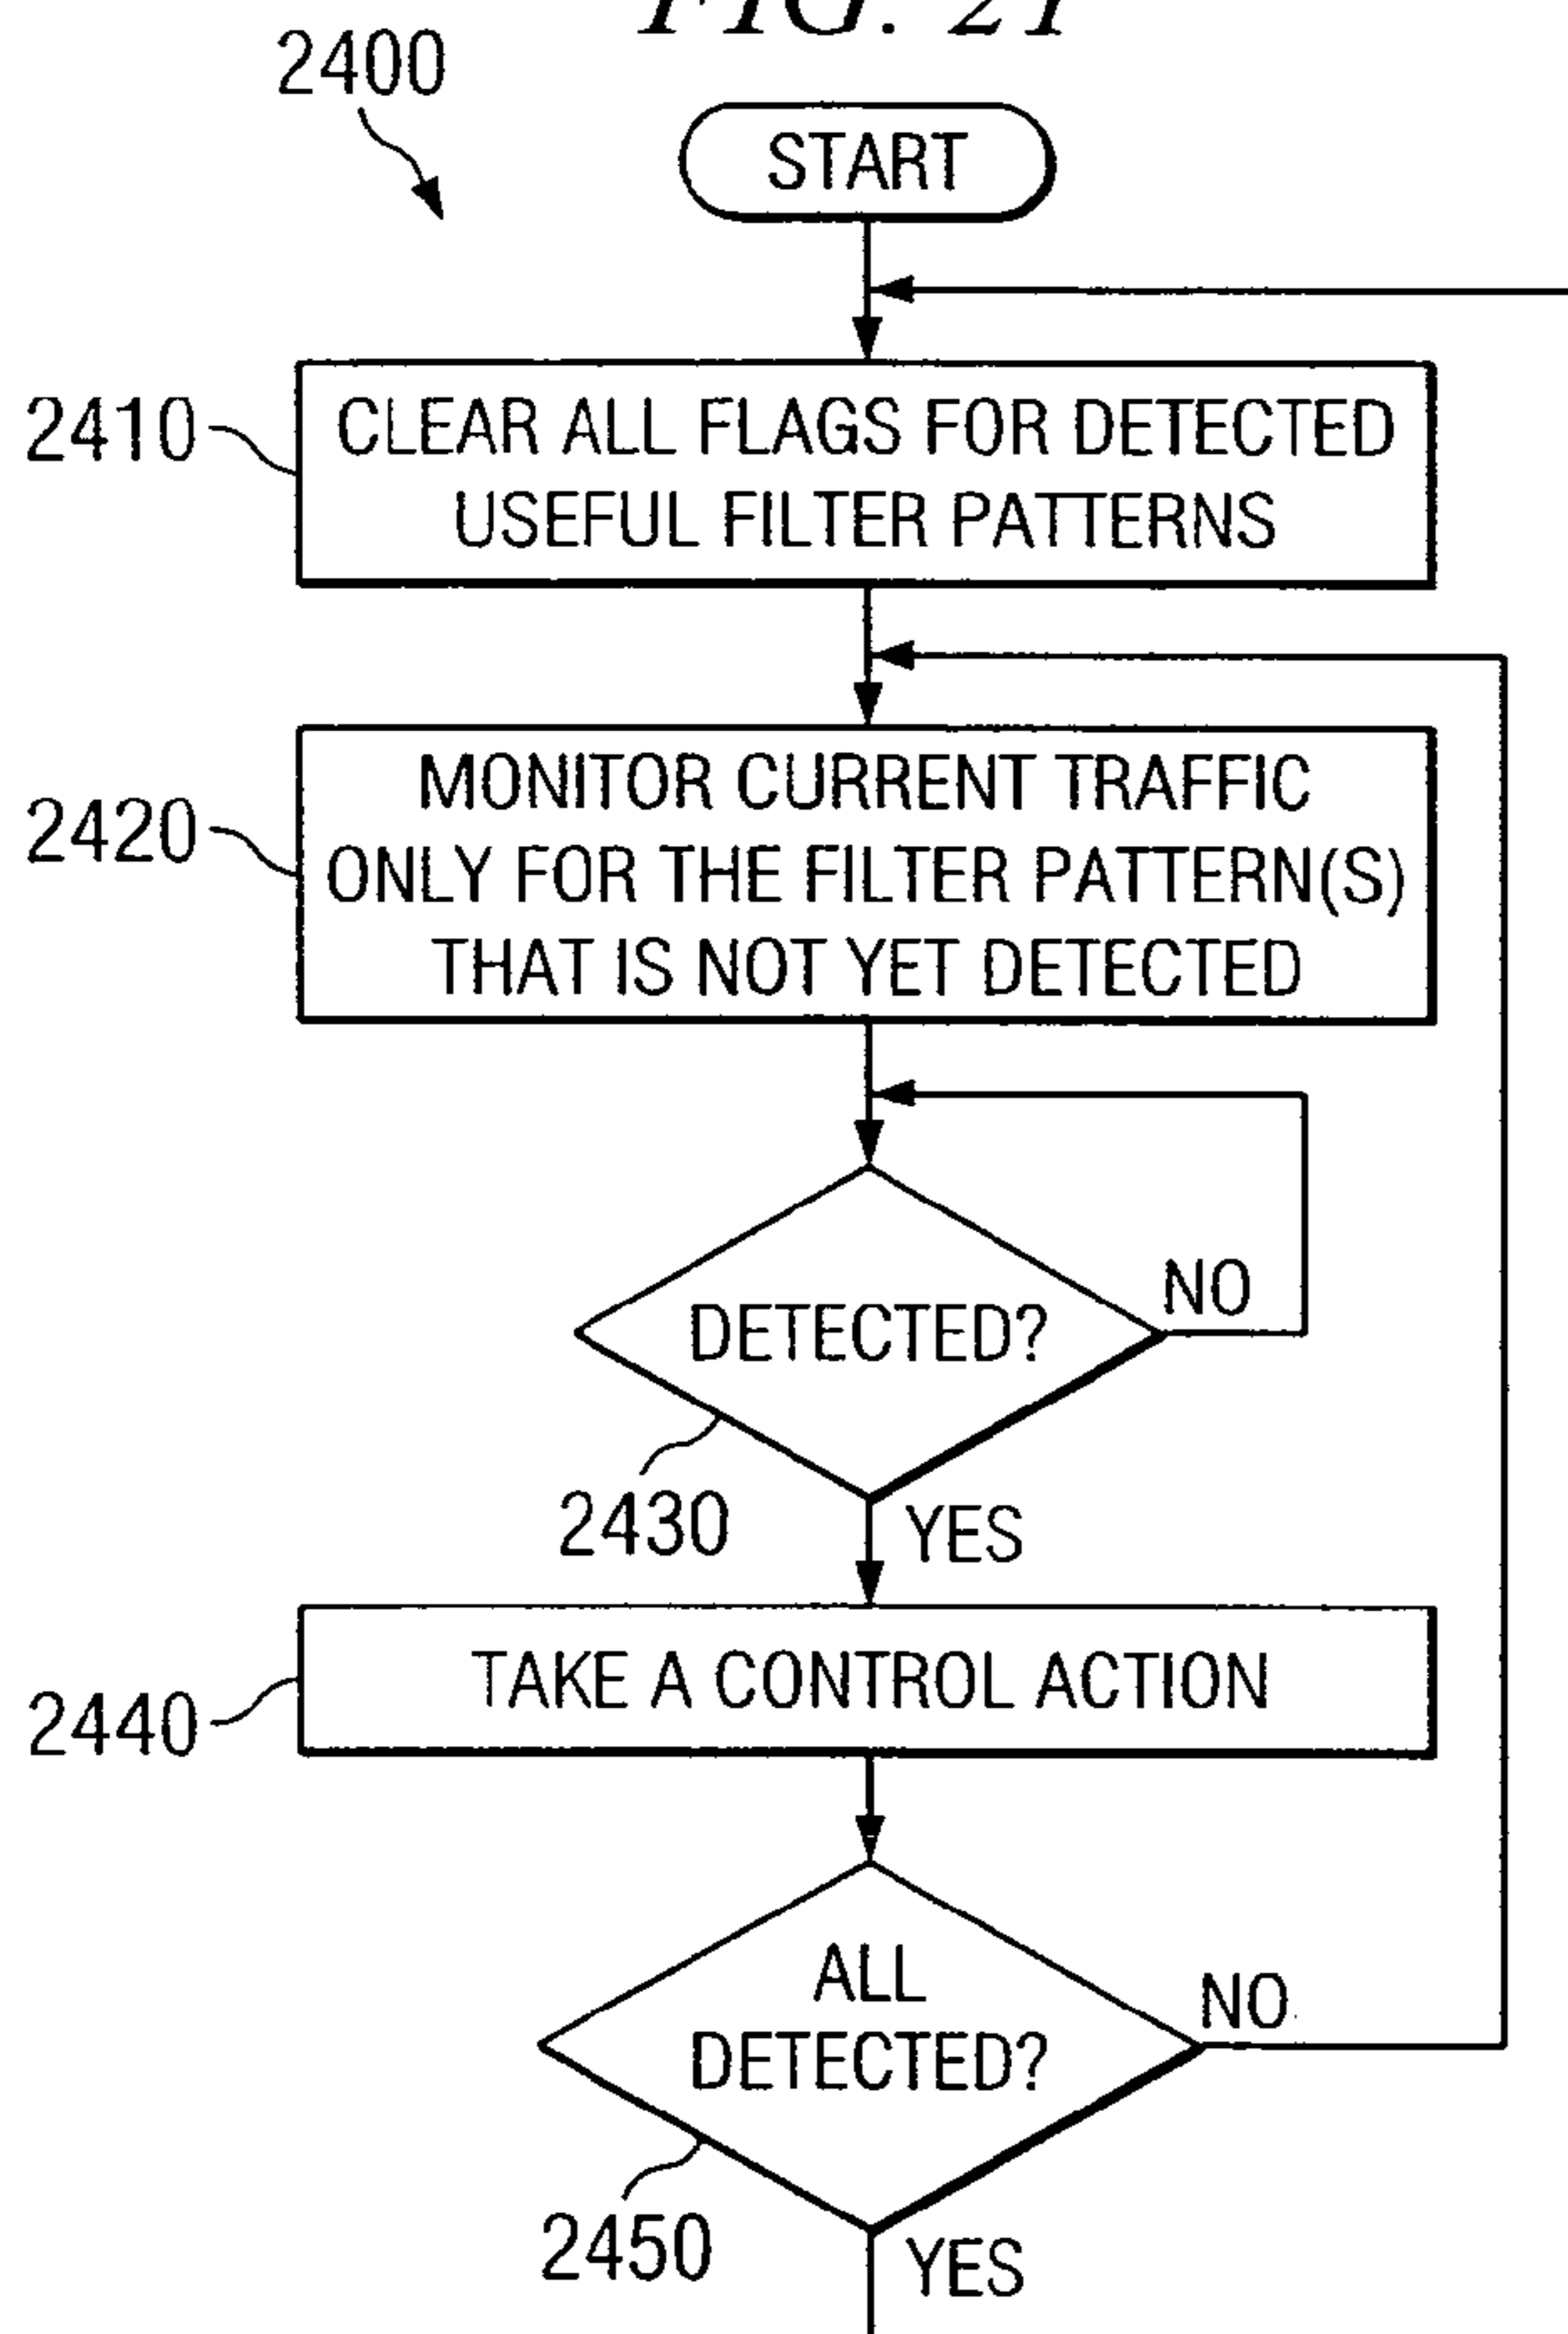 FIG. 21
2400
START
2410
CLEAR ALL FLAGS FOR DETECTED
USEFUL FILTER PATTERNS
2420
MONITOR CURRENT TRAFFIC
ONLY FOR THE FILTER PATTERN(S)
THAT IS NOT YET DETECTED
NO
DETECTED?
2430
YES
2440
TAKE A CONTROL ACTION
ALL
DETECTED?
NO
2450
YES